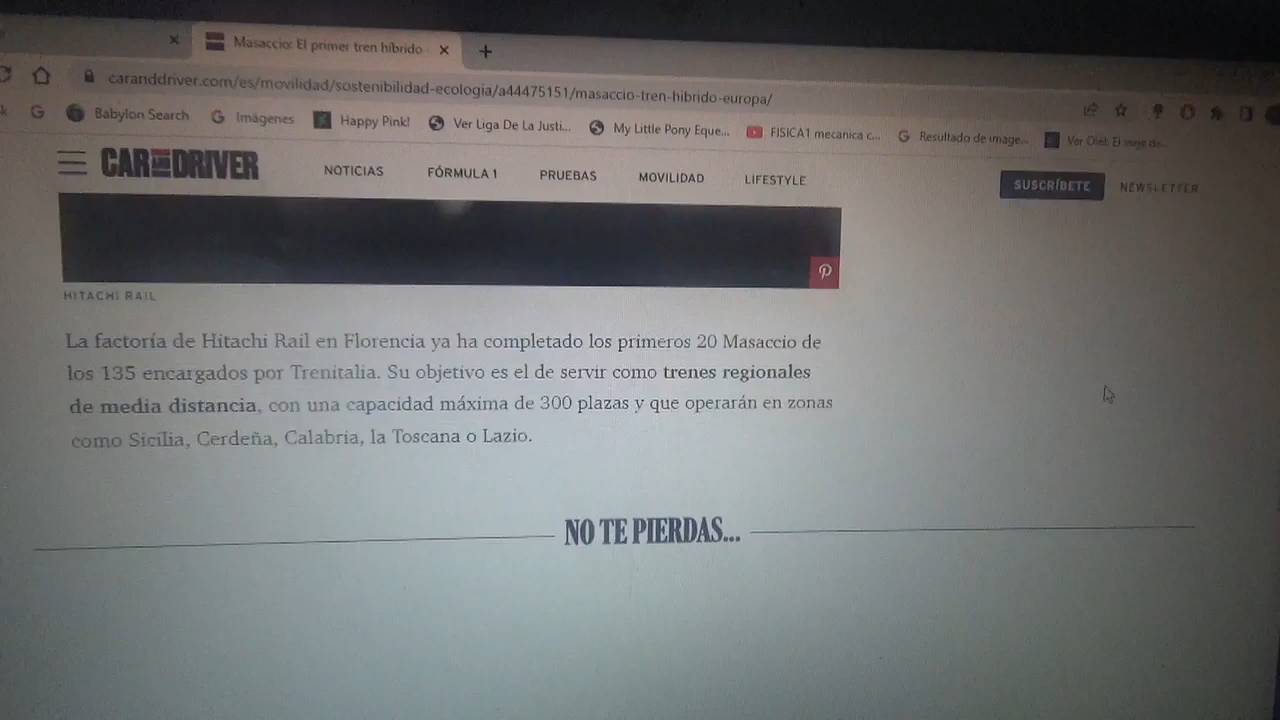 Masaccio: El primer tren híbrido
caranddriver.com/es/movilidad/sostenibilidad-ecologia/a44475151/masaccio-tren-hibrido-europa/
Babylon Search
Imágenes
Happy Pink!
Ver Liga De La Justi...
My Little Pony Eque...
FISICA1 mecanica c...
Resultado de image...
CAR AND DRIVER
NOTICIAS
FÓRMULA 1
PRUEBAS
MOVILIDAD
LIFESTYLE
SUSCRÍBETE
NEWSLETTER
HITACHI RAIL
La factoría de Hitachi Rail en Florencia ya ha completado los primeros 20 Masaccio de
los 135 encargados por Trenitalia. Su objetivo es el de servir como trenes regionales
de media distancia, con una capacidad máxima de 300 plazas y que operarán en zonas
como Sicilia, Cerdeña, Calabria, la Toscana o Lazio.
NO TE PIERDAS...